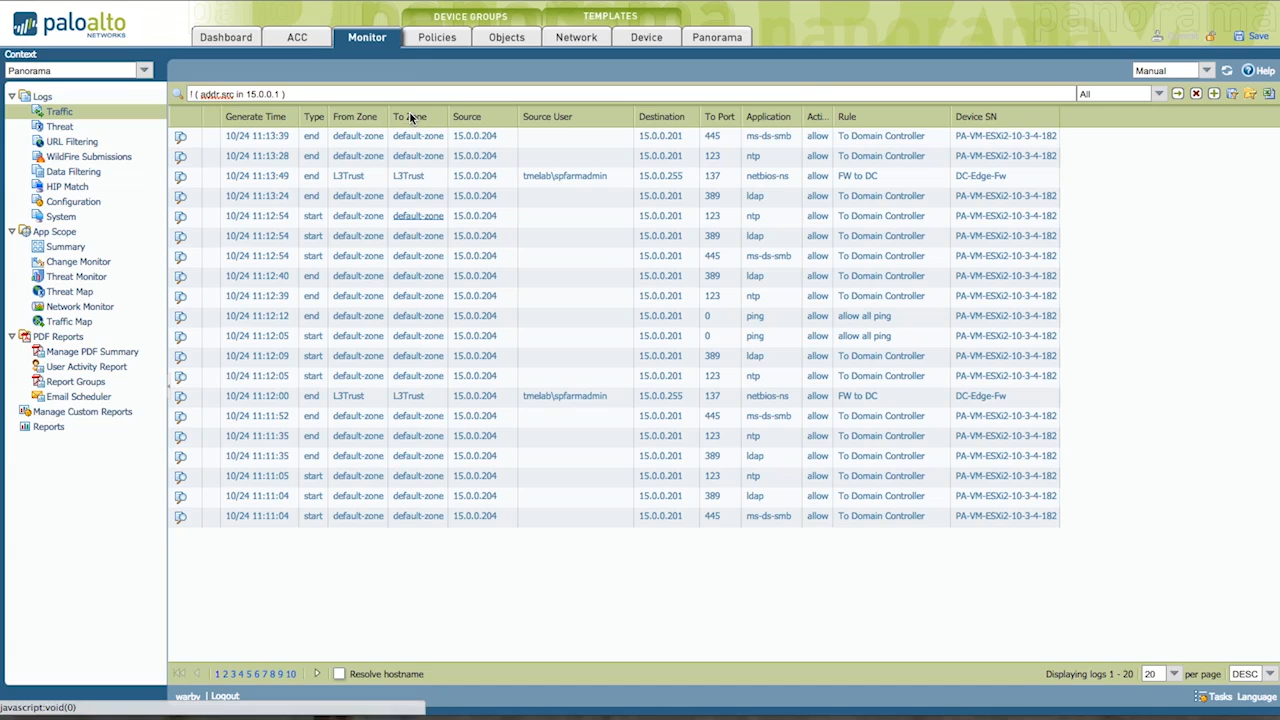 paloalto
NETWORKS
DEVICE GROUPS
TEMPLATES
Dashboard ACC Monitor Policies Objects Network Device Panorama
Save
Context
Panorama
Manual
Help
! ( addr.src in 15.0.0.1 )
All
Logs
Traffic
Threat
URL Filtering
WildFire Submissions
Data Filtering
HIP Match
Configuration
System
App Scope
Summary
Change Monitor
Threat Monitor
Threat Map
Network Monitor
Traffic Map
PDF Reports
Manage PDF Summary
User Activity Report
Report Groups
Email Scheduler
Manage Custom Reports
Reports
Generate Time Type From Zone To Zone Source Source User Destination To Port Application Acti... Rule Device SN
10/24 11:13:39 end default-zone default-zone 15.0.0.204 15.0.0.201 445 ms-ds-smb allow To Domain Controller PA-VM-ESXi2-10-3-4-182
10/24 11:13:28 end default-zone default-zone 15.0.0.204 15.0.0.201 123 ntp allow To Domain Controller PA-VM-ESXi2-10-3-4-182
10/24 11:13:49 end L3Trust L3Trust 15.0.0.204 tmelab\spfarmadmin 15.0.0.255 137 netbios-ns allow FW to DC DC-Edge-Fw
10/24 11:13:24 end default-zone default-zone 15.0.0.204 15.0.0.201 389 ldap allow To Domain Controller PA-VM-ESXi2-10-3-4-182
10/24 11:12:54 start default-zone default-zone 15.0.0.204 15.0.0.201 123 ntp allow To Domain Controller PA-VM-ESXi2-10-3-4-182
10/24 11:12:54 start default-zone default-zone 15.0.0.204 15.0.0.201 389 ldap allow To Domain Controller PA-VM-ESXi2-10-3-4-182
10/24 11:12:54 start default-zone default-zone 15.0.0.204 15.0.0.201 445 ms-ds-smb allow To Domain Controller PA-VM-ESXi2-10-3-4-182
10/24 11:12:40 end default-zone default-zone 15.0.0.204 15.0.0.201 389 ldap allow To Domain Controller PA-VM-ESXi2-10-3-4-182
10/24 11:12:39 end default-zone default-zone 15.0.0.204 15.0.0.201 123 ntp allow To Domain Controller PA-VM-ESXi2-10-3-4-182
10/24 11:12:12 end default-zone default-zone 15.0.0.204 15.0.0.201 0 ping allow allow all ping PA-VM-ESXi2-10-3-4-182
10/24 11:12:05 start default-zone default-zone 15.0.0.204 15.0.0.201 0 ping allow allow all ping PA-VM-ESXi2-10-3-4-182
10/24 11:12:09 start default-zone default-zone 15.0.0.204 15.0.0.201 389 ldap allow To Domain Controller PA-VM-ESXi2-10-3-4-182
10/24 11:12:05 start default-zone default-zone 15.0.0.204 15.0.0.201 123 ntp allow To Domain Controller PA-VM-ESXi2-10-3-4-182
10/24 11:12:00 end L3Trust L3Trust 15.0.0.204 tmelab\spfarmadmin 15.0.0.255 137 netbios-ns allow FW to DC DC-Edge-Fw
10/24 11:11:52 end default-zone default-zone 15.0.0.204 15.0.0.201 445 ms-ds-smb allow To Domain Controller PA-VM-ESXi2-10-3-4-182
10/24 11:11:35 end default-zone default-zone 15.0.0.204 15.0.0.201 123 ntp allow To Domain Controller PA-VM-ESXi2-10-3-4-182
10/24 11:11:35 end default-zone default-zone 15.0.0.204 15.0.0.201 389 ldap allow To Domain Controller PA-VM-ESXi2-10-3-4-182
10/24 11:11:05 start default-zone default-zone 15.0.0.204 15.0.0.201 123 ntp allow To Domain Controller PA-VM-ESXi2-10-3-4-182
10/24 11:11:04 start default-zone default-zone 15.0.0.204 15.0.0.201 389 ldap allow To Domain Controller PA-VM-ESXi2-10-3-4-182
10/24 11:11:04 start default-zone default-zone 15.0.0.204 15.0.0.201 445 ms-ds-smb allow To Domain Controller PA-VM-ESXi2-10-3-4-182
1 2 3 4 5 6 7 8 9 10 Resolve hostname Displaying logs 1 - 20 20 per page DESC
warby | Logout Tasks Language
javascript:void(0)